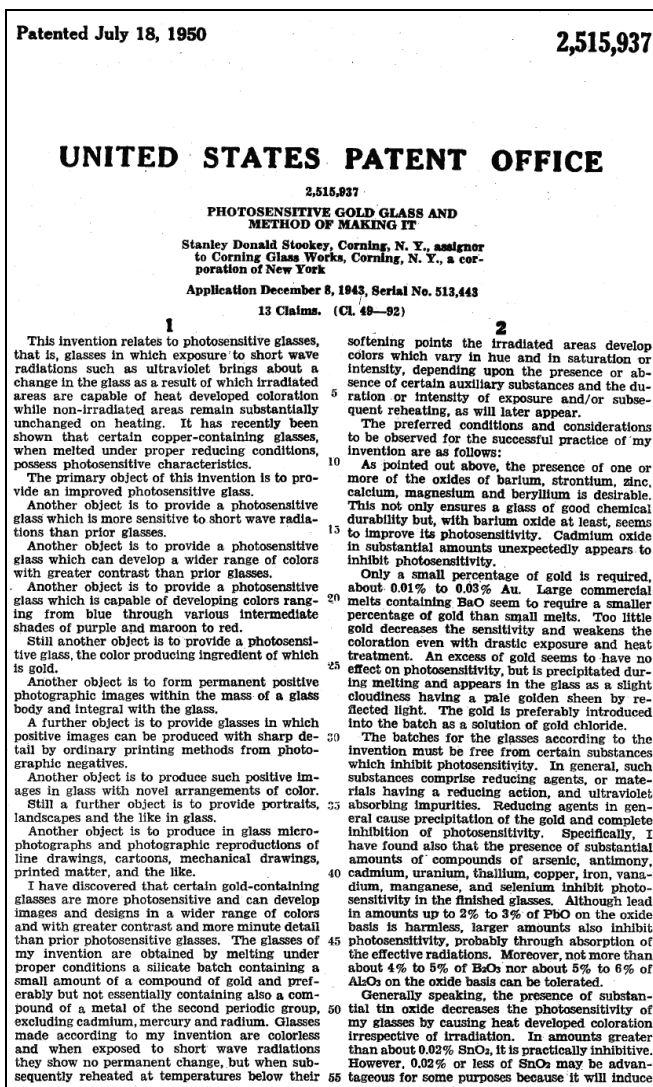 Patented July 18, 1950
2,515,937
UNITED STATES PATENT OFFICE
2,515,937
PHOTOSENSITIVE GOLD GLASS AND
METHOD OF MAKING IT
Stanley Donald Stookey, Corning, N. Y., assignor
to Corning Glass Works, Corning, N. Y., a cor-
poration of New York
Application December 8, 1943, Serial No. 513,443
13 Claims. (Cl. 49—92)
1
This invention relates to photosensitive glasses,
that is, glasses in which exposure to short wave
radiations such as ultraviolet brings about a
change in the glass as a result of which irradiated
areas are capable of heat developed coloration
while non-irradiated areas remain substantially
unchanged on heating. It has recently been
shown that certain copper-containing glasses,
when melted under proper reducing conditions,
possess photosensitive characteristics.
The primary object of this invention is to pro-
vide an improved photosensitive glass.
Another object is to provide a photosensitive
glass which is more sensitive to short wave radia-
tions than prior glasses.
Another object is to provide a photosensitive
glass which can develop a wider range of colors
with greater contrast than prior glasses.
Another object is to provide a photosensitive
glass which is capable of developing colors rang-
ing from blue through various intermediate
shades of purple and maroon to red.
Still another object is to provide a photosensi-
tive glass, the color producing ingredient of which
is gold.
Another object is to form permanent positive
photographic images within the mass of a glass
body and integral with the glass.
A further object is to provide glasses in which
positive images can be produced with sharp de-
tail by ordinary printing methods from photo-
graphic negatives.
Another object is to produce such positive im-
ages in glass with novel arrangements of color.
Still a further object is to provide portraits,
landscapes and the like in glass.
Another object is to produce in glass micro-
photographs and photographic reproductions of
line drawings, cartoons, mechanical drawings,
printed matter, and the like.
I have discovered that certain gold-containing
glasses are more photosensitive and can develop
images and designs in a wider range of colors
and with greater contrast and more minute detail
than prior photosensitive glasses. The glasses of
my invention are obtained by melting under
proper conditions a silicate batch containing a
small amount of a compound of gold and pref-
erably but not essentially containing also a com-
pound of a metal of the second periodic group,
excluding cadmium, mercury and radium. Glasses
made according to my invention are colorless
and when exposed to short wave radiations
they show no permanent change, but when sub-
sequently reheated at temperatures below their
2
softening points the irradiated areas develop
colors which vary in hue and in saturation or
intensity, depending upon the presence or ab-
sence of certain auxiliary substances and the du-
5 ration or intensity of exposure and/or subse-
quent reheating, as will later appear.
The preferred conditions and considerations
to be observed for the successful practice of my
invention are as follows:
10 As pointed out above, the presence of one or
more of the oxides of barium, strontium, zinc,
calcium, magnesium and beryllium is desirable.
This not only ensures a glass of good chemical
durability but, with barium oxide at least, seems
15 to improve its photosensitivity. Cadmium oxide
in substantial amounts unexpectedly appears to
inhibit photosensitivity.
Only a small percentage of gold is required,
about 0.01% to 0.03% Au. Large commercial
20 melts containing BaO seem to require a smaller
percentage of gold than small melts. Too little
gold decreases the sensitivity and weakens the
coloration even with drastic exposure and heat
treatment. An excess of gold seems to have no
25 effect on photosensitivity, but is precipitated dur-
ing melting and appears in the glass as a slight
cloudiness having a pale golden sheen by re-
flected light. The gold is preferably introduced
into the batch as a solution of gold chloride.
30 The batches for the glasses according to the
invention must be free from certain substances
which inhibit photosensitivity. In general, such
substances comprise reducing agents, or mate-
rials having a reducing action, and ultraviolet
35 absorbing impurities. Reducing agents in gen-
eral cause precipitation of the gold and complete
inhibition of photosensitivity. Specifically, I
have found also that the presence of substantial
amounts of compounds of arsenic, antimony,
40 cadmium, uranium, thallium, copper, iron, vana-
dium, manganese, and selenium inhibit photo-
sensitivity in the finished glasses. Although lead
in amounts up to 2% to 3% of PbO on the oxide
basis is harmless, larger amounts also inhibit
45 photosensitivity, probably through absorption of
the effective radiations. Moreover, not more than
about 4% to 5% of B₂O₃ nor about 5% to 6% of
Al₂O₃ on the oxide basis can be tolerated.
Generally speaking, the presence of substan-
50 tial tin oxide decreases the photosensitivity of
my glasses by causing heat developed coloration
irrespective of irradiation. In amounts greater
than about 0.02% SnO₂, it is practically inhibitive.
However, 0.02% or less of SnO₂ may be advan-
55 tageous for some purposes because it will induce